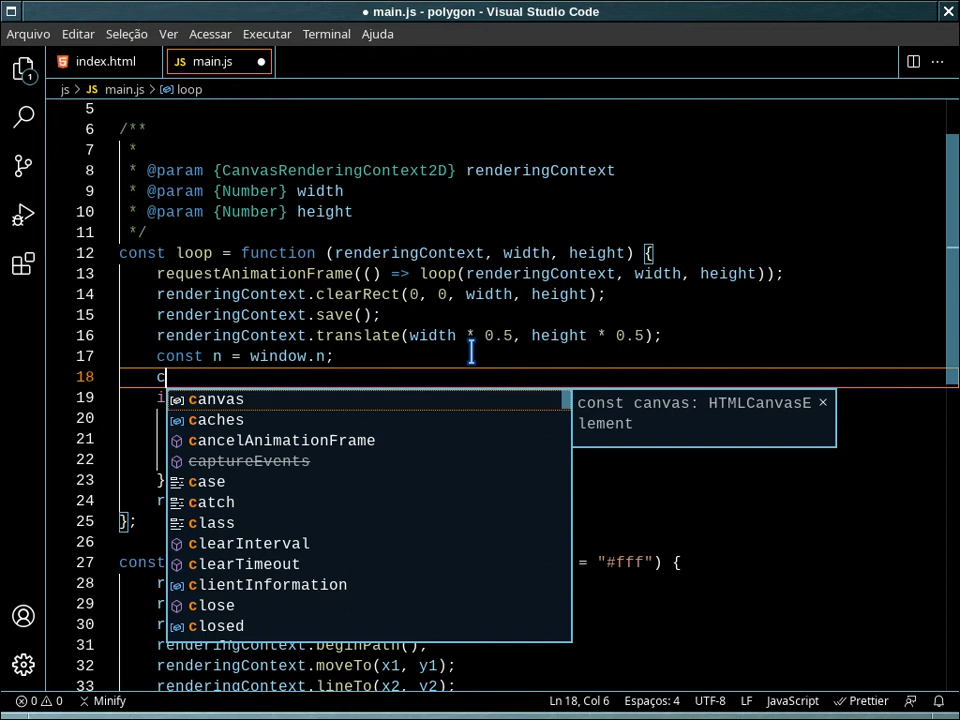 ● main.js - polygon - Visual Studio Code
Arquivo Editar Seleção Ver Acessar Executar Terminal Ajuda
index.html JS main.js ●
js > JS main.js > loop
1
5
6 /**
7 *
8 * @param {CanvasRenderingContext2D} renderingContext
9 * @param {Number} width
10 * @param {Number} height
11 */
12 const loop = function (renderingContext, width, height) {
13 requestAnimationFrame(() => loop(renderingContext, width, height));
14 renderingContext.clearRect(0, 0, width, height);
15 renderingContext.save();
16 renderingContext.translate(width * 0.5, height * 0.5);
17 const n = window.n;
18 c
19 i
20
21
22
23 }
24 r
25 };
26
27 const = "#fff") {
28 r
29 r
30 r
31 renderingContext.beginPath();
32 renderingContext.moveTo(x1, y1);
33 renderingContext.lineTo(x2, y2);
canvas
caches
cancelAnimationFrame
captureEvents
case
catch
class
clearInterval
clearTimeout
clientInformation
close
closed
const canvas: HTMLCanvasE
lement
0 0 Minify Ln 18, Col 6 Espaços: 4 UTF-8 LF JavaScript Prettier